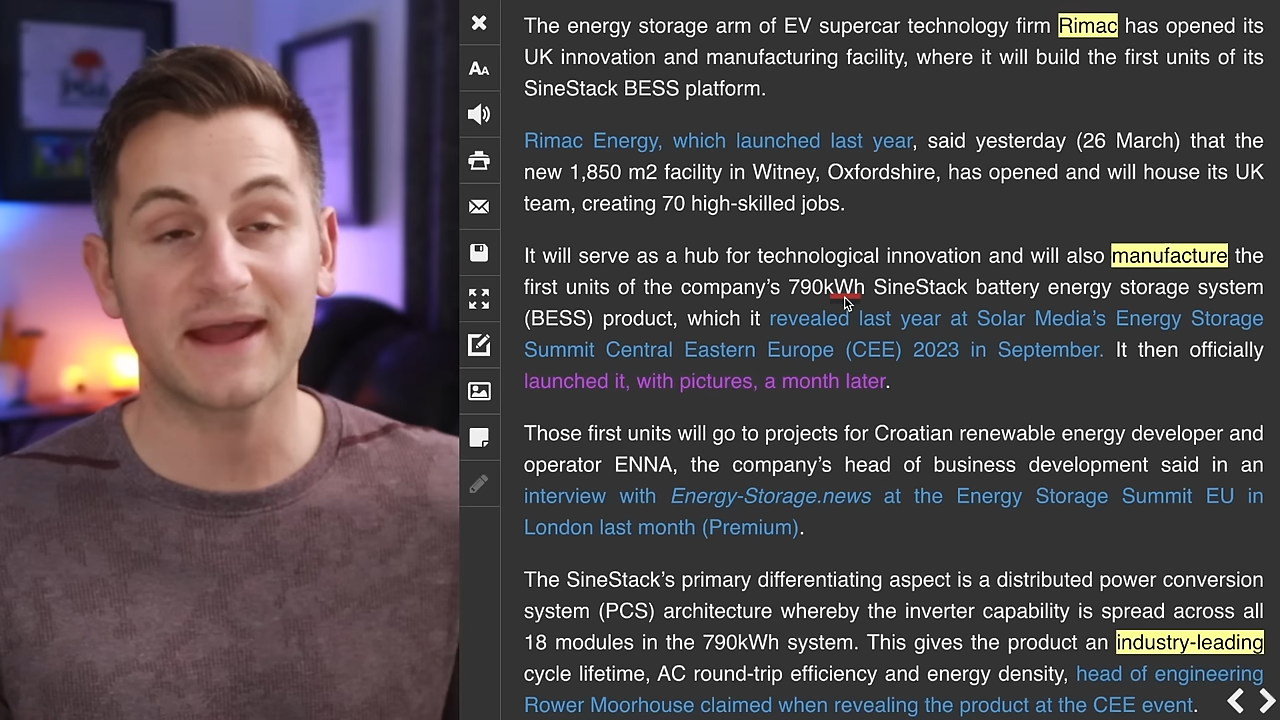 The energy storage arm of EV supercar technology firm Rimac has opened its
UK innovation and manufacturing facility, where it will build the first units of its
SineStack BESS platform.
Rimac Energy, which launched last year, said yesterday (26 March) that the
new 1,850 m2 facility in Witney, Oxfordshire, has opened and will house its UK
team, creating 70 high-skilled jobs.
It will serve as a hub for technological innovation and will also manufacture the
first units of the company’s 790kWh SineStack battery energy storage system
(BESS) product, which it revealed last year at Solar Media’s Energy Storage
Summit Central Eastern Europe (CEE) 2023 in September. It then officially
launched it, with pictures, a month later.
Those first units will go to projects for Croatian renewable energy developer and
operator ENNA, the company’s head of business development said in an
interview with Energy-Storage.news at the Energy Storage Summit EU in
London last month (Premium).
The SineStack’s primary differentiating aspect is a distributed power conversion
system (PCS) architecture whereby the inverter capability is spread across all
18 modules in the 790kWh system. This gives the product an industry-leading
cycle lifetime, AC round-trip efficiency and energy density, head of engineering
Rower Moorhouse claimed when revealing the product at the CEE event.